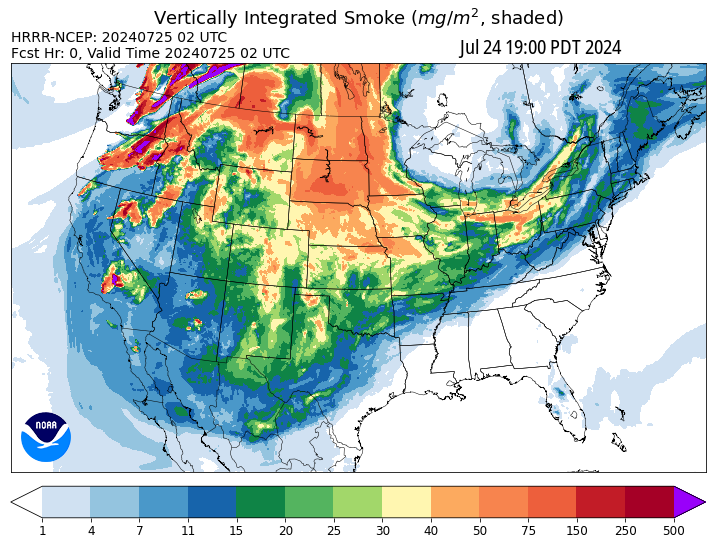 Vertically Integrated Smoke (mg/m², shaded)
HRRR-NCEP: 20240725 02 UTC
Fcst Hr: 0, Valid Time 20240725 02 UTC
Jul 24 19:00 PDT 2024
NOAA
1 4 7 11 15 20 25 30 40 50 75 150 250 500